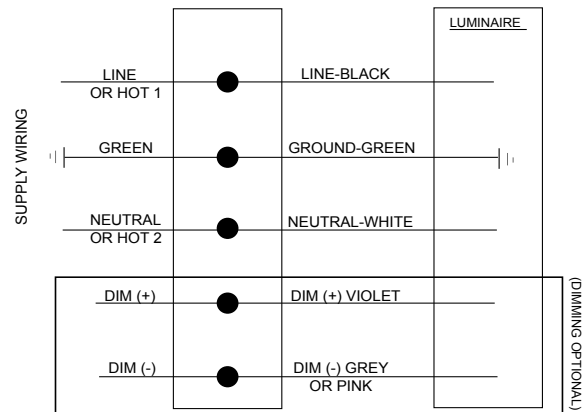 LUMINAIRE
LINE
OR HOT 1
LINE-BLACK
GREEN
GROUND-GREEN
SUPPLY WIRING
NEUTRAL
OR HOT 2
NEUTRAL-WHITE
DIM (+)
DIM (+) VIOLET
(DIMMING OPTIONAL)
DIM (-)
DIM (-) GREY
OR PINK